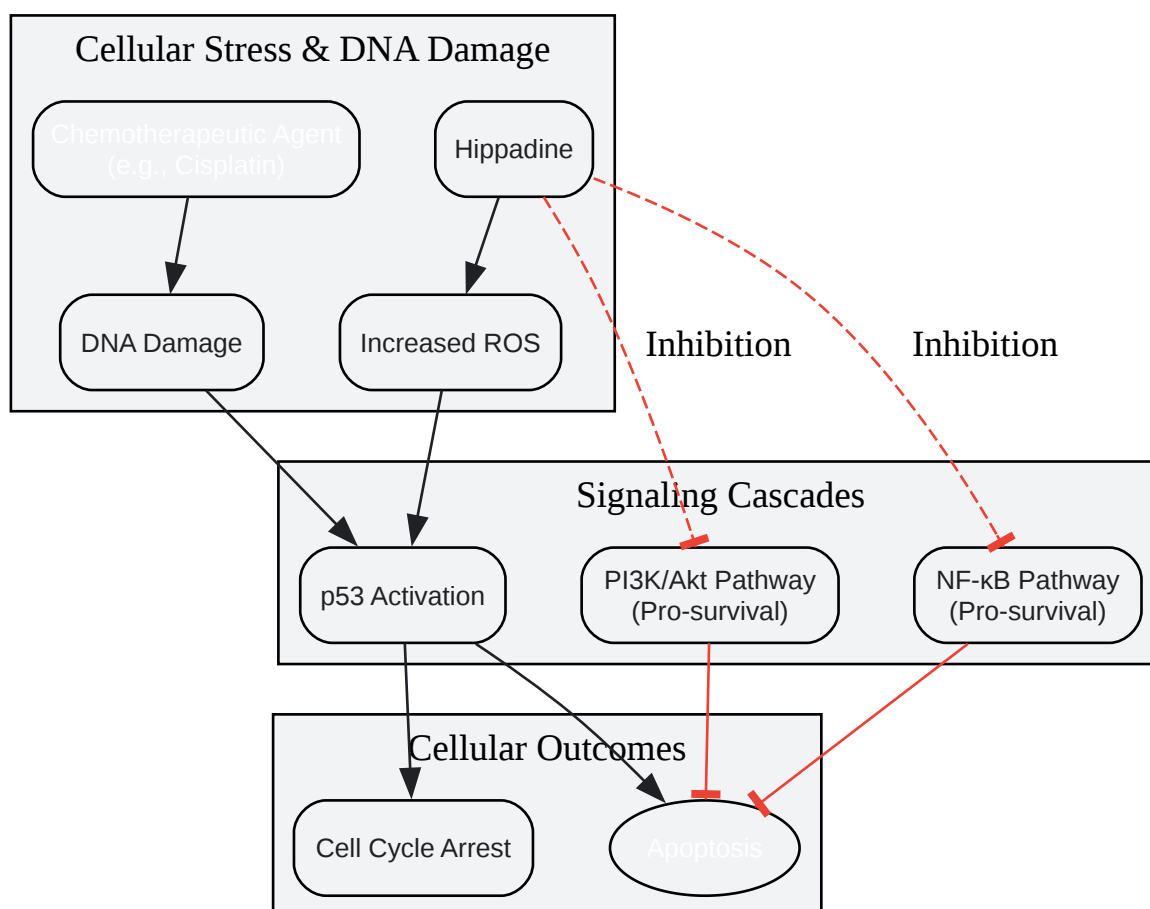 Cellular Stress & DNA Damage
Chemotherapeutic Agent
(e.g., Cisplatin)
Hippadine
DNA Damage
Increased ROS
Inhibition
Inhibition
Signaling Cascades
p53 Activation
PI3K/Akt Pathway
(Pro-survival)
NF-κB Pathway
(Pro-survival)
Cellular Outcomes
Cell Cycle Arrest
Apoptosis